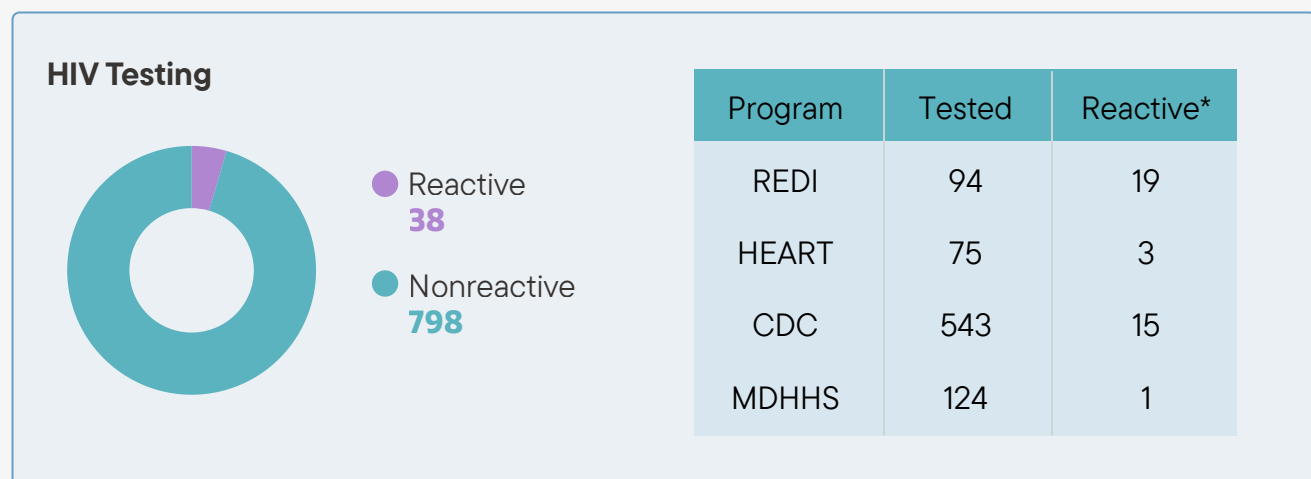 HIV Testing
Reactive
38
Nonreactive
798
Program Tested Reactive*
REDI 94 19
HEART 75 3
CDC 543 15
MDHHS 124 1